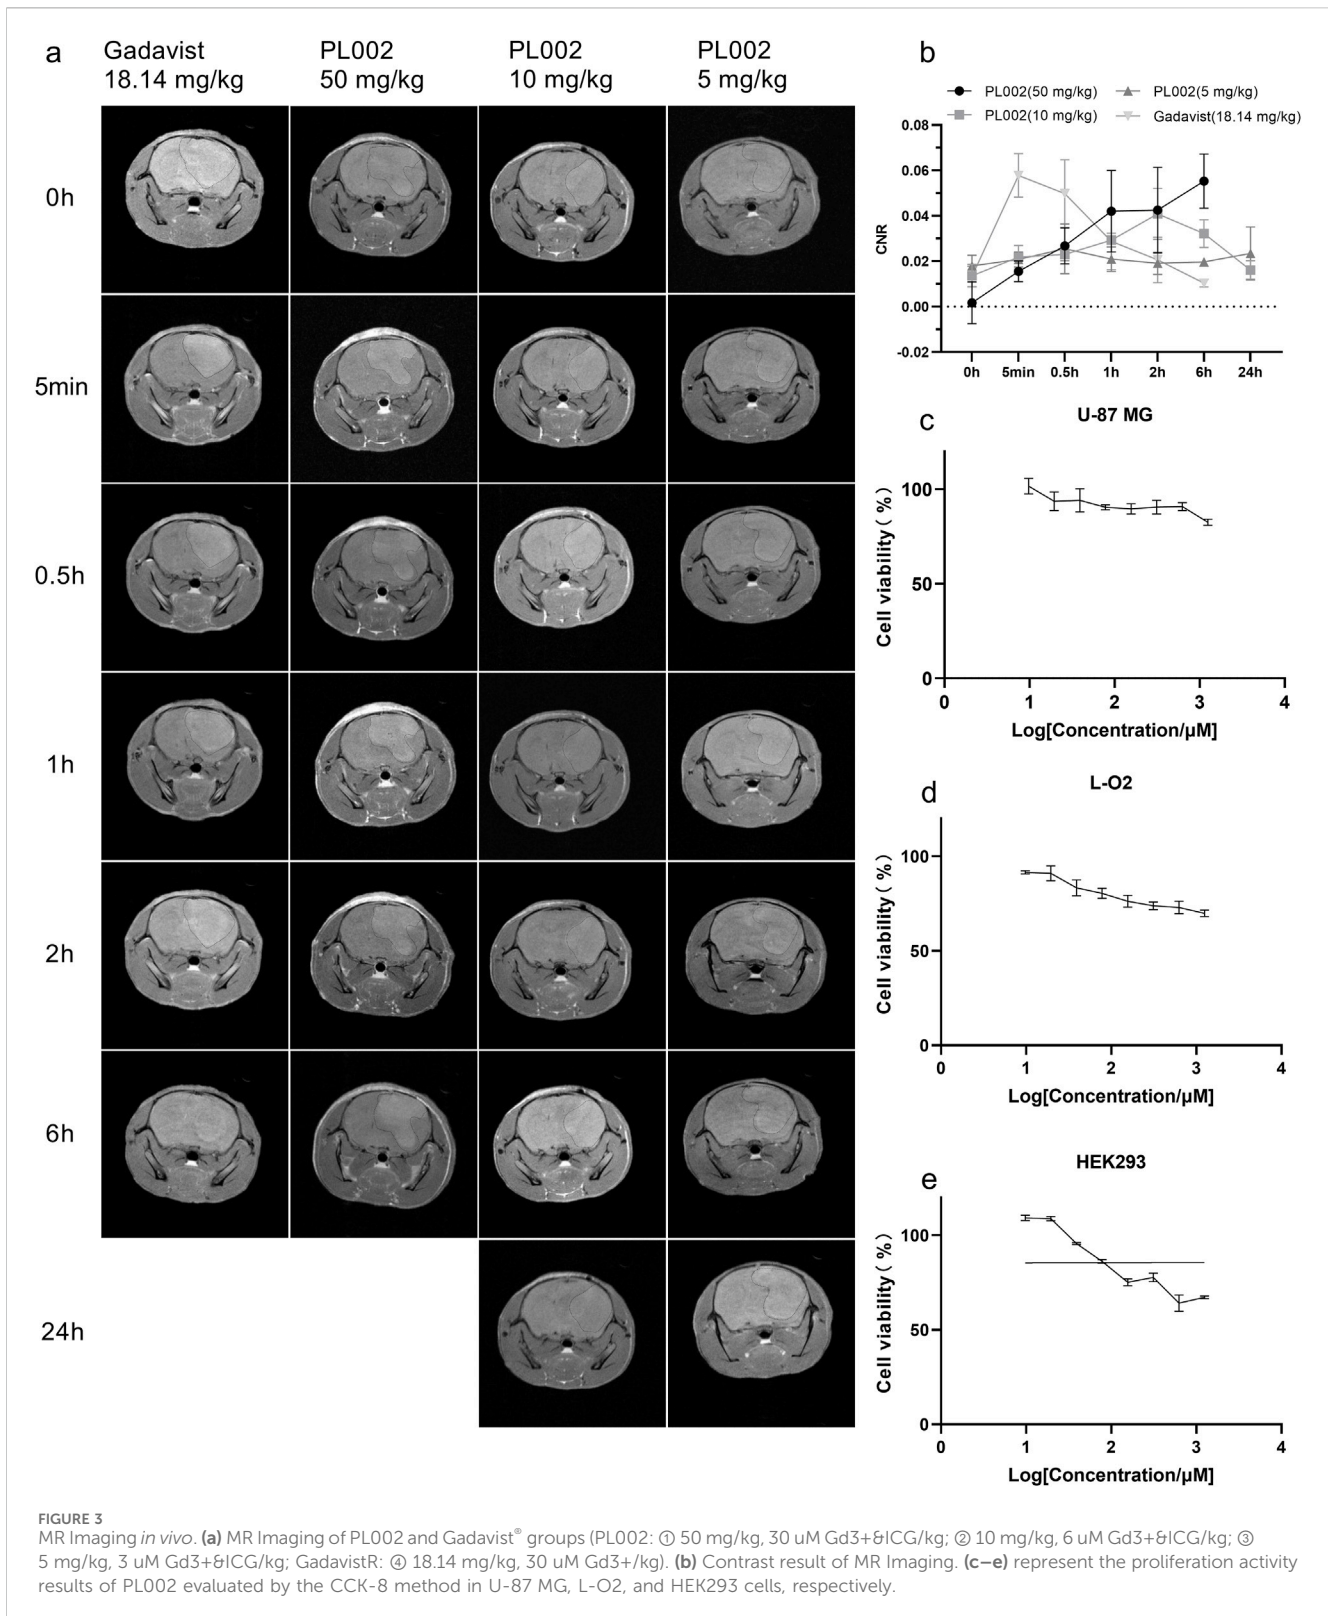 a
Gadavist
18.14 mg/kg
PL002
50 mg/kg
PL002
10 mg/kg
PL002
5 mg/kg
0h
5min
0.5h
1h
2h
6h
24h
b
PL002(50 mg/kg)
PL002(5 mg/kg)
PL002(10 mg/kg)
Gadavist(18.14 mg/kg)
CNR
0.08
0.06
0.04
0.02
0.00
-0.02
0h 5min 0.5h 1h 2h 6h 24h
c
U-87 MG
Cell viability( %)
100
50
0
0 1 2 3 4
Log[Concentration/μM]
d
L-O2
Cell viability( %)
100
50
0
0 1 2 3 4
Log[Concentration/μM]
e
HEK293
Cell viability( %)
100
50
0
0 1 2 3 4
Log[Concentration/μM]
FIGURE 3
MR Imaging in vivo. (a) MR Imaging of PL002 and Gadavist® groups (PL002: ① 50 mg/kg, 30 uM Gd3+&ICG/kg; ② 10 mg/kg, 6 uM Gd3+&ICG/kg; ③
5 mg/kg, 3 uM Gd3+&ICG/kg; GadavistR: ④ 18.14 mg/kg, 30 uM Gd3+/kg). (b) Contrast result of MR Imaging. (c–e) represent the proliferation activity
results of PL002 evaluated by the CCK-8 method in U-87 MG, L-O2, and HEK293 cells, respectively.